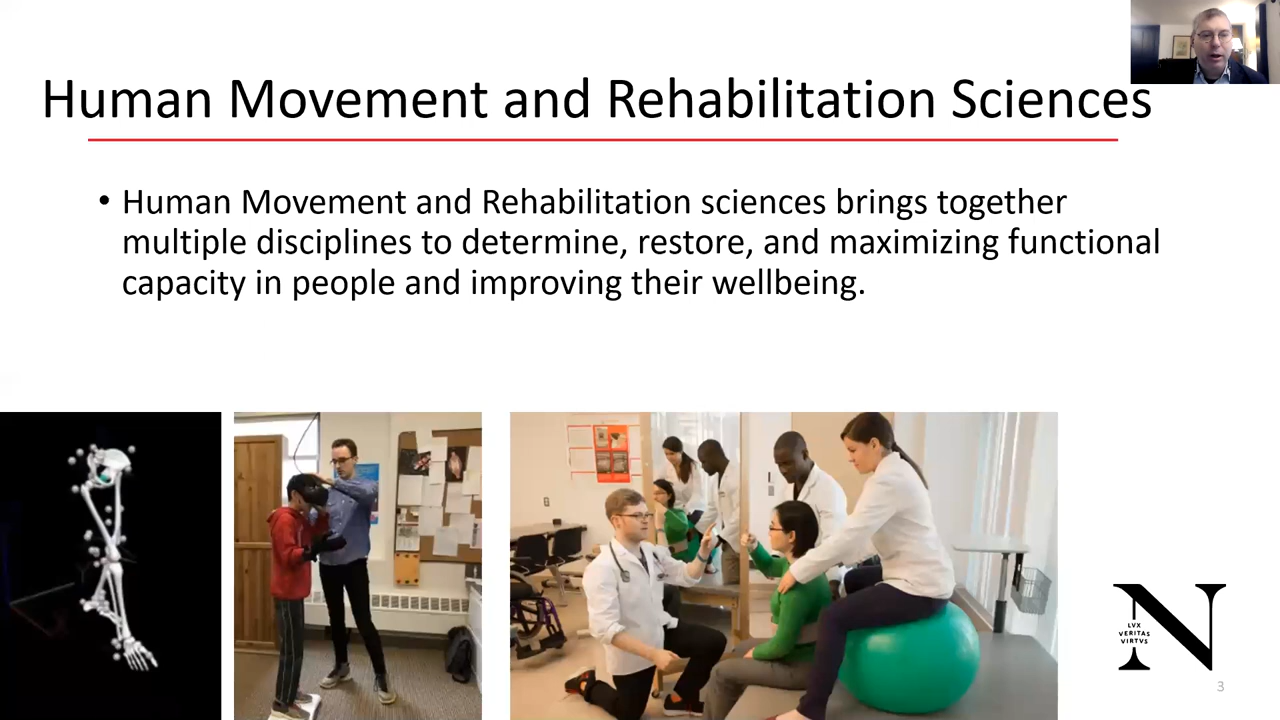 Human Movement and Rehabilitation Sciences
• Human Movement and Rehabilitation sciences brings together
multiple disciplines to determine, restore, and maximizing functional
capacity in people and improving their wellbeing.
N
LVX
VERITAS
VIRTVS
3